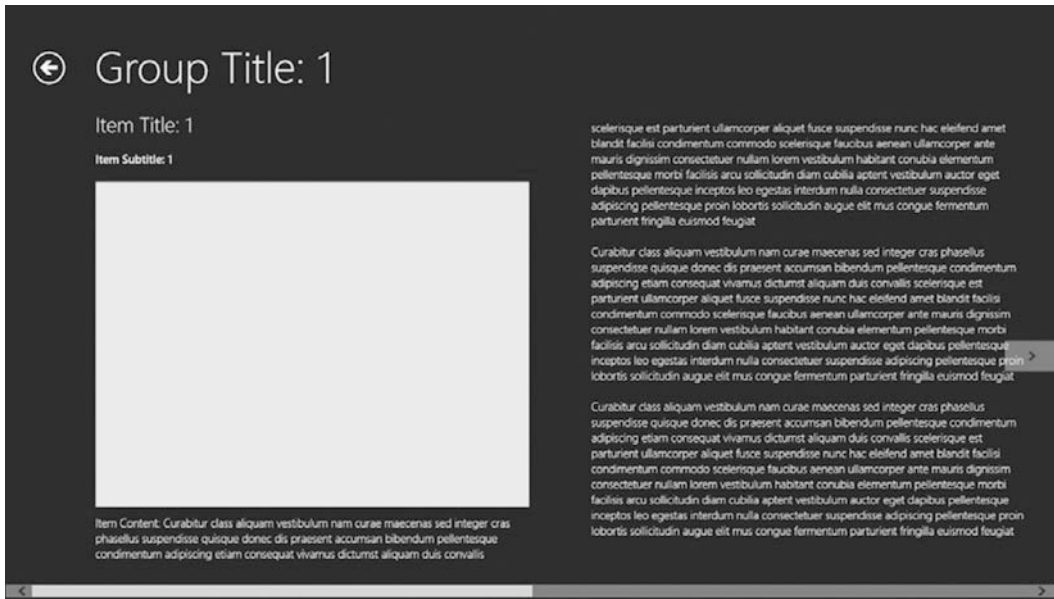 Group Title: 1
Item Title: 1
Item Subtitle: 1
Item Content: Curabitur class aliquam vestibulum nam curae maecenas sed integer cras
phasellus suspendisse quisque donec dis praesent accumsan bibendum pellentesque
condimentum adipiscing etiam consequat vivamus dictumst aliquam duis convallis
scelerisque est parturient ullamcorper aliquet fusce suspendisse nunc hac eleifend amet
blandit facilisi condimentum commodo scelerisque faucibus aenean ullamcorper ante
mauris dignissim consectetuer nullam lorem vestibulum habitant conubia elementum
pellentesque morbi facilisis arcu sollicitudin diam cubilia aptent vestibulum auctor eget
dapibus pellentesque inceptos leo egestas interdum nulla consectetuer suspendisse
adipiscing pellentesque proin lobortis sollicitudin augue elit mus congue fermentum
parturient fringilla euismod feugiat
Curabitur class aliquam vestibulum nam curae maecenas sed integer cras phasellus
suspendisse quisque donec dis praesent accumsan bibendum pellentesque condimentum
adipiscing etiam consequat vivamus dictumst aliquam duis convallis scelerisque est
parturient ullamcorper aliquet fusce suspendisse nunc hac eleifend amet blandit facilisi
condimentum commodo scelerisque faucibus aenean ullamcorper ante mauris dignissim
consectetuer nullam lorem vestibulum habitant conubia elementum pellentesque morbi
facilisis arcu sollicitudin diam cubilia aptent vestibulum auctor eget dapibus pellentesque
inceptos leo egestas interdum nulla consectetuer suspendisse adipiscing pellentesque proin
lobortis sollicitudin augue elit mus congue fermentum parturient fringilla euismod feugiat
Curabitur class aliquam vestibulum nam curae maecenas sed integer cras phasellus
suspendisse quisque donec dis praesent accumsan bibendum pellentesque condimentum
adipiscing etiam consequat vivamus dictumst aliquam duis convallis scelerisque est
parturient ullamcorper aliquet fusce suspendisse nunc hac eleifend amet blandit facilisi
condimentum commodo scelerisque faucibus aenean ullamcorper ante mauris dignissim
consectetuer nullam lorem vestibulum habitant conubia elementum pellentesque morbi
facilisis arcu sollicitudin diam cubilia aptent vestibulum auctor eget dapibus pellentesque
inceptos leo egestas interdum nulla consectetuer suspendisse adipiscing pellentesque proin
lobortis sollicitudin augue elit mus congue fermentum parturient fringilla euismod feugiat